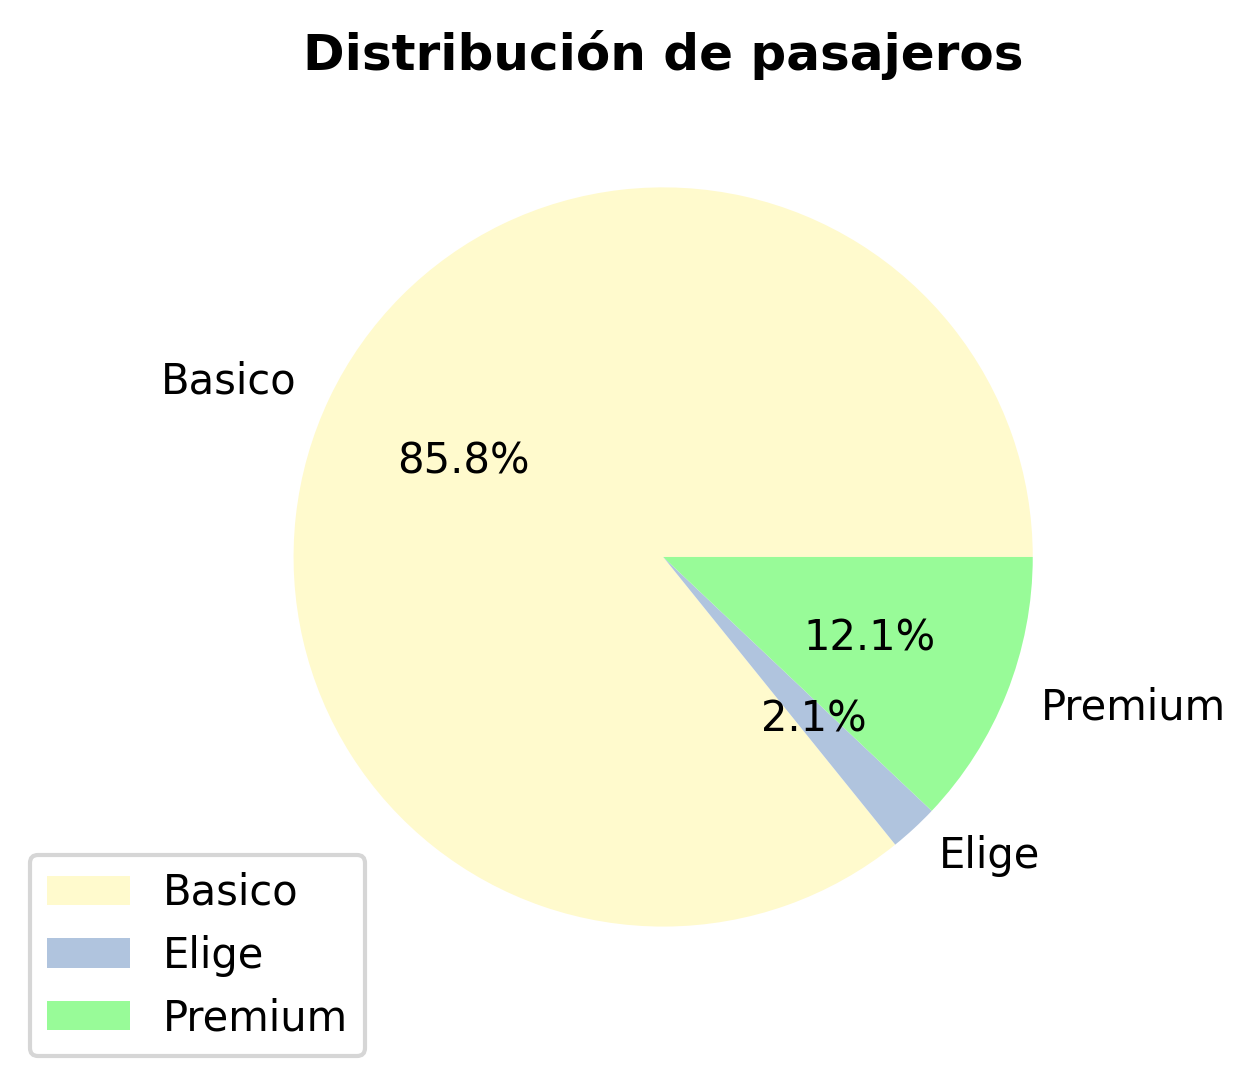 Distribución de pasajeros
Basico
85.8%
12.1%
Premium
2.1%
Elige
Basico
Elige
Premium